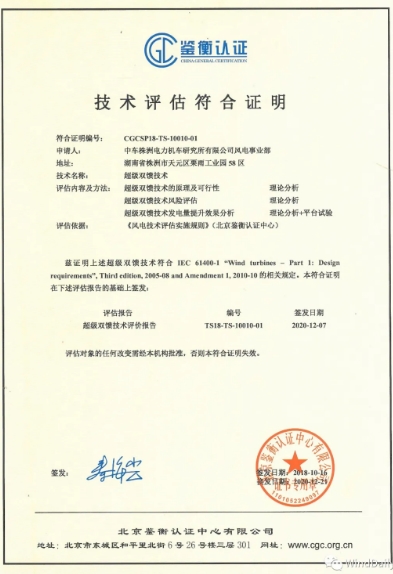 CGC 鉴衡认证
CHINA GENERAL CERTIFICATION
技术评估符合证明
符合证明编号： CGCSP18-TS-10010-01
申请人： 中车株洲电力机车研究所有限公司风电事业部
地址： 湖南省株洲市天元区栗雨工业园 58 区
技术名称： 超级双馈技术
评估内容及方法： 超级双馈技术的原理及可行性 理论分析
超级双馈技术风险评估 理论分析
超级双馈技术发电量提升效果分析 理论分析+平台试验
评估依据： 《风电技术评估实施规则》（北京鉴衡认证中心）
兹证明上述超级双馈技术符合 IEC 61400-1 “Wind turbines – Part 1: Design
requirements”, Third edition, 2005-08 and Amendment 1, 2010-10 的相关规定。本符合证明
在下述评估报告的基础上签发：
评估报告 编号 签发日期
超级双馈技术评价报告 TS18-TS-10010-01 2020-12-07
评估对象的任何改变需经本机构批准，否则本符合证明失效。
签发：
签发日期： 2018-10-16
签发日期： 2020-12-21
北京鉴衡认证中心有限公司
证书专用章
北京鉴衡认证中心有限公司
地址：北京市东城区和平里北街 6 号 26 号楼三层 301 网址：www.cgc.org.cn
WindDaily